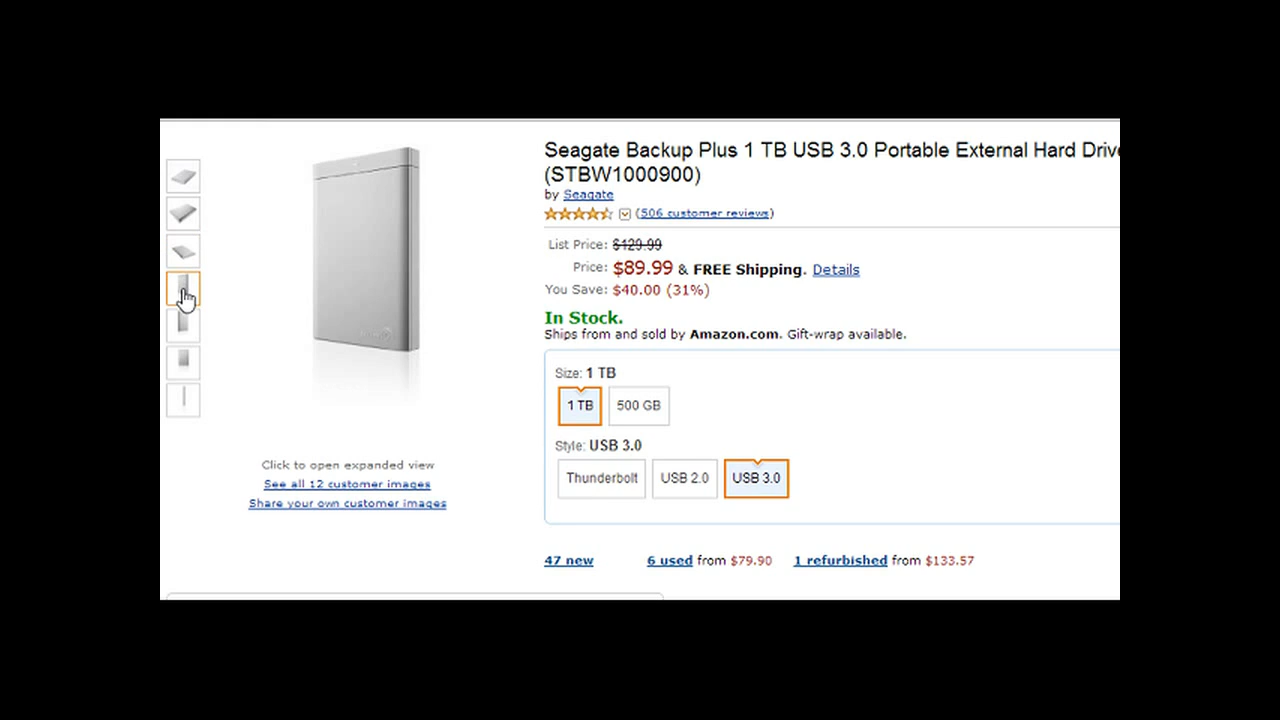 Seagate Backup Plus 1 TB USB 3.0 Portable External Hard Drive
(STBW1000900)
by Seagate
(506 customer reviews)
List Price: $129.99
Price: $89.99 & FREE Shipping. Details
You Save: $40.00 (31%)
In Stock.
Ships from and sold by Amazon.com. Gift-wrap available.
Size: 1 TB
1 TB 500 GB
Style: USB 3.0
Thunderbolt USB 2.0 USB 3.0
Click to open expanded view
See all 12 customer images
Share your own customer images
47 new 6 used from $79.90 1 refurbished from $133.57